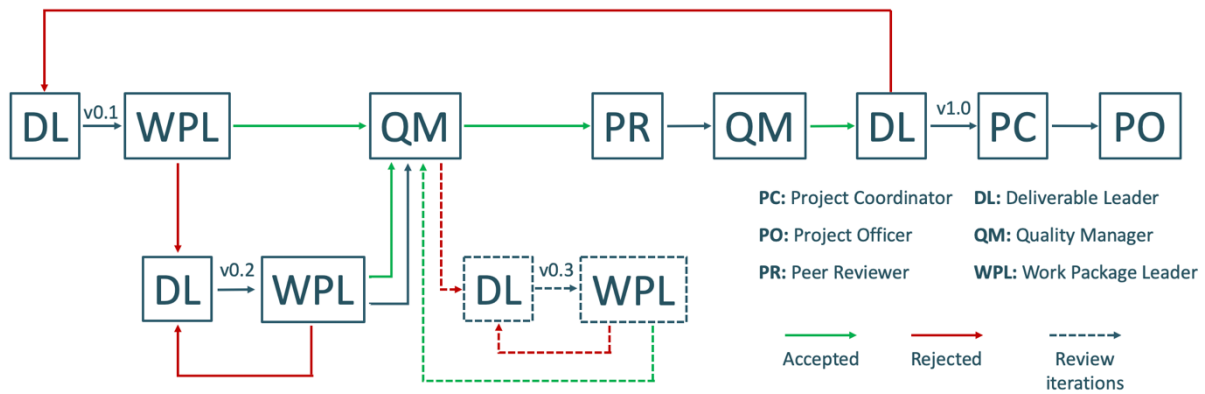 DL
v0.1
WPL
QM
PR
QM
DL
v1.0
PC
PO
PC: Project Coordinator
DL: Deliverable Leader
PO: Project Officer
QM: Quality Manager
PR: Peer Reviewer
WPL: Work Package Leader
DL
v0.2
WPL
DL
v0.3
WPL
Accepted
Rejected
Review
iterations